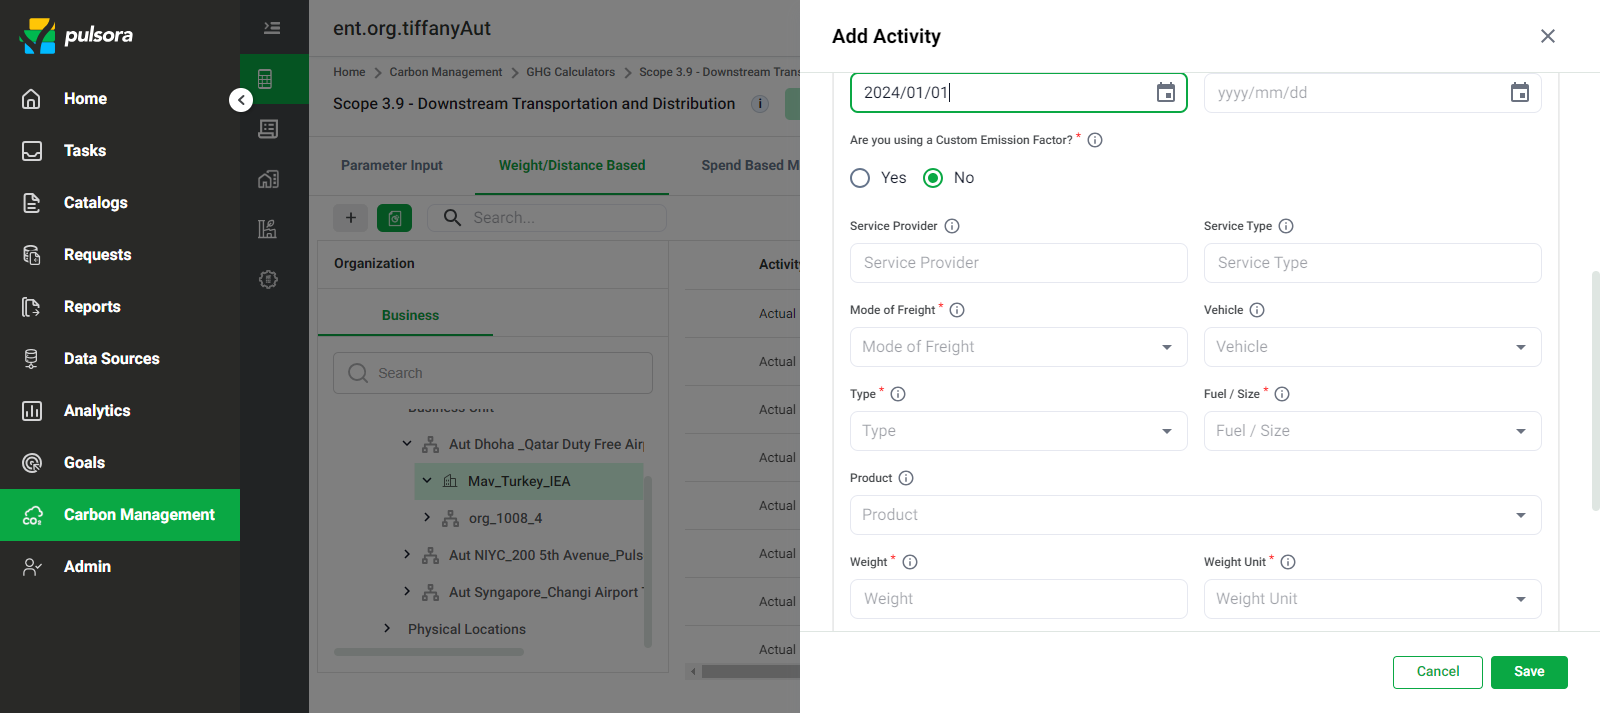 pulsora
Home
Tasks
Catalogs
Requests
Reports
Data Sources
Analytics
Goals
Carbon Management
Admin
ent.org.tiffanyAut
Home > Carbon Management > GHG Calculators > Scope 3.9 - Downstream Tran
Scope 3.9 - Downstream Transportation and Distribution
Parameter Input Weight/Distance Based Spend Based M
Search...
Organization
Business
Search
Business Unit
Aut Dhoha _Qatar Duty Free Air
Mav_Turkey_IEA
org_1008_4
Aut NIYC_200 5th Avenue_Puls
Aut Syngapore_Changi Airport T
Physical Locations
Activity
Actual
Actual
Actual
Actual
Actual
Actual
Actual
Actual
Add Activity
2024/01/01 yyyy/mm/dd
Are you using a Custom Emission Factor? *
Yes No
Service Provider Service Type
Service Provider Service Type
Mode of Freight * Vehicle
Mode of Freight Vehicle
Type * Fuel / Size *
Type Fuel / Size
Product
Product
Weight * Weight Unit *
Weight Weight Unit
Cancel Save